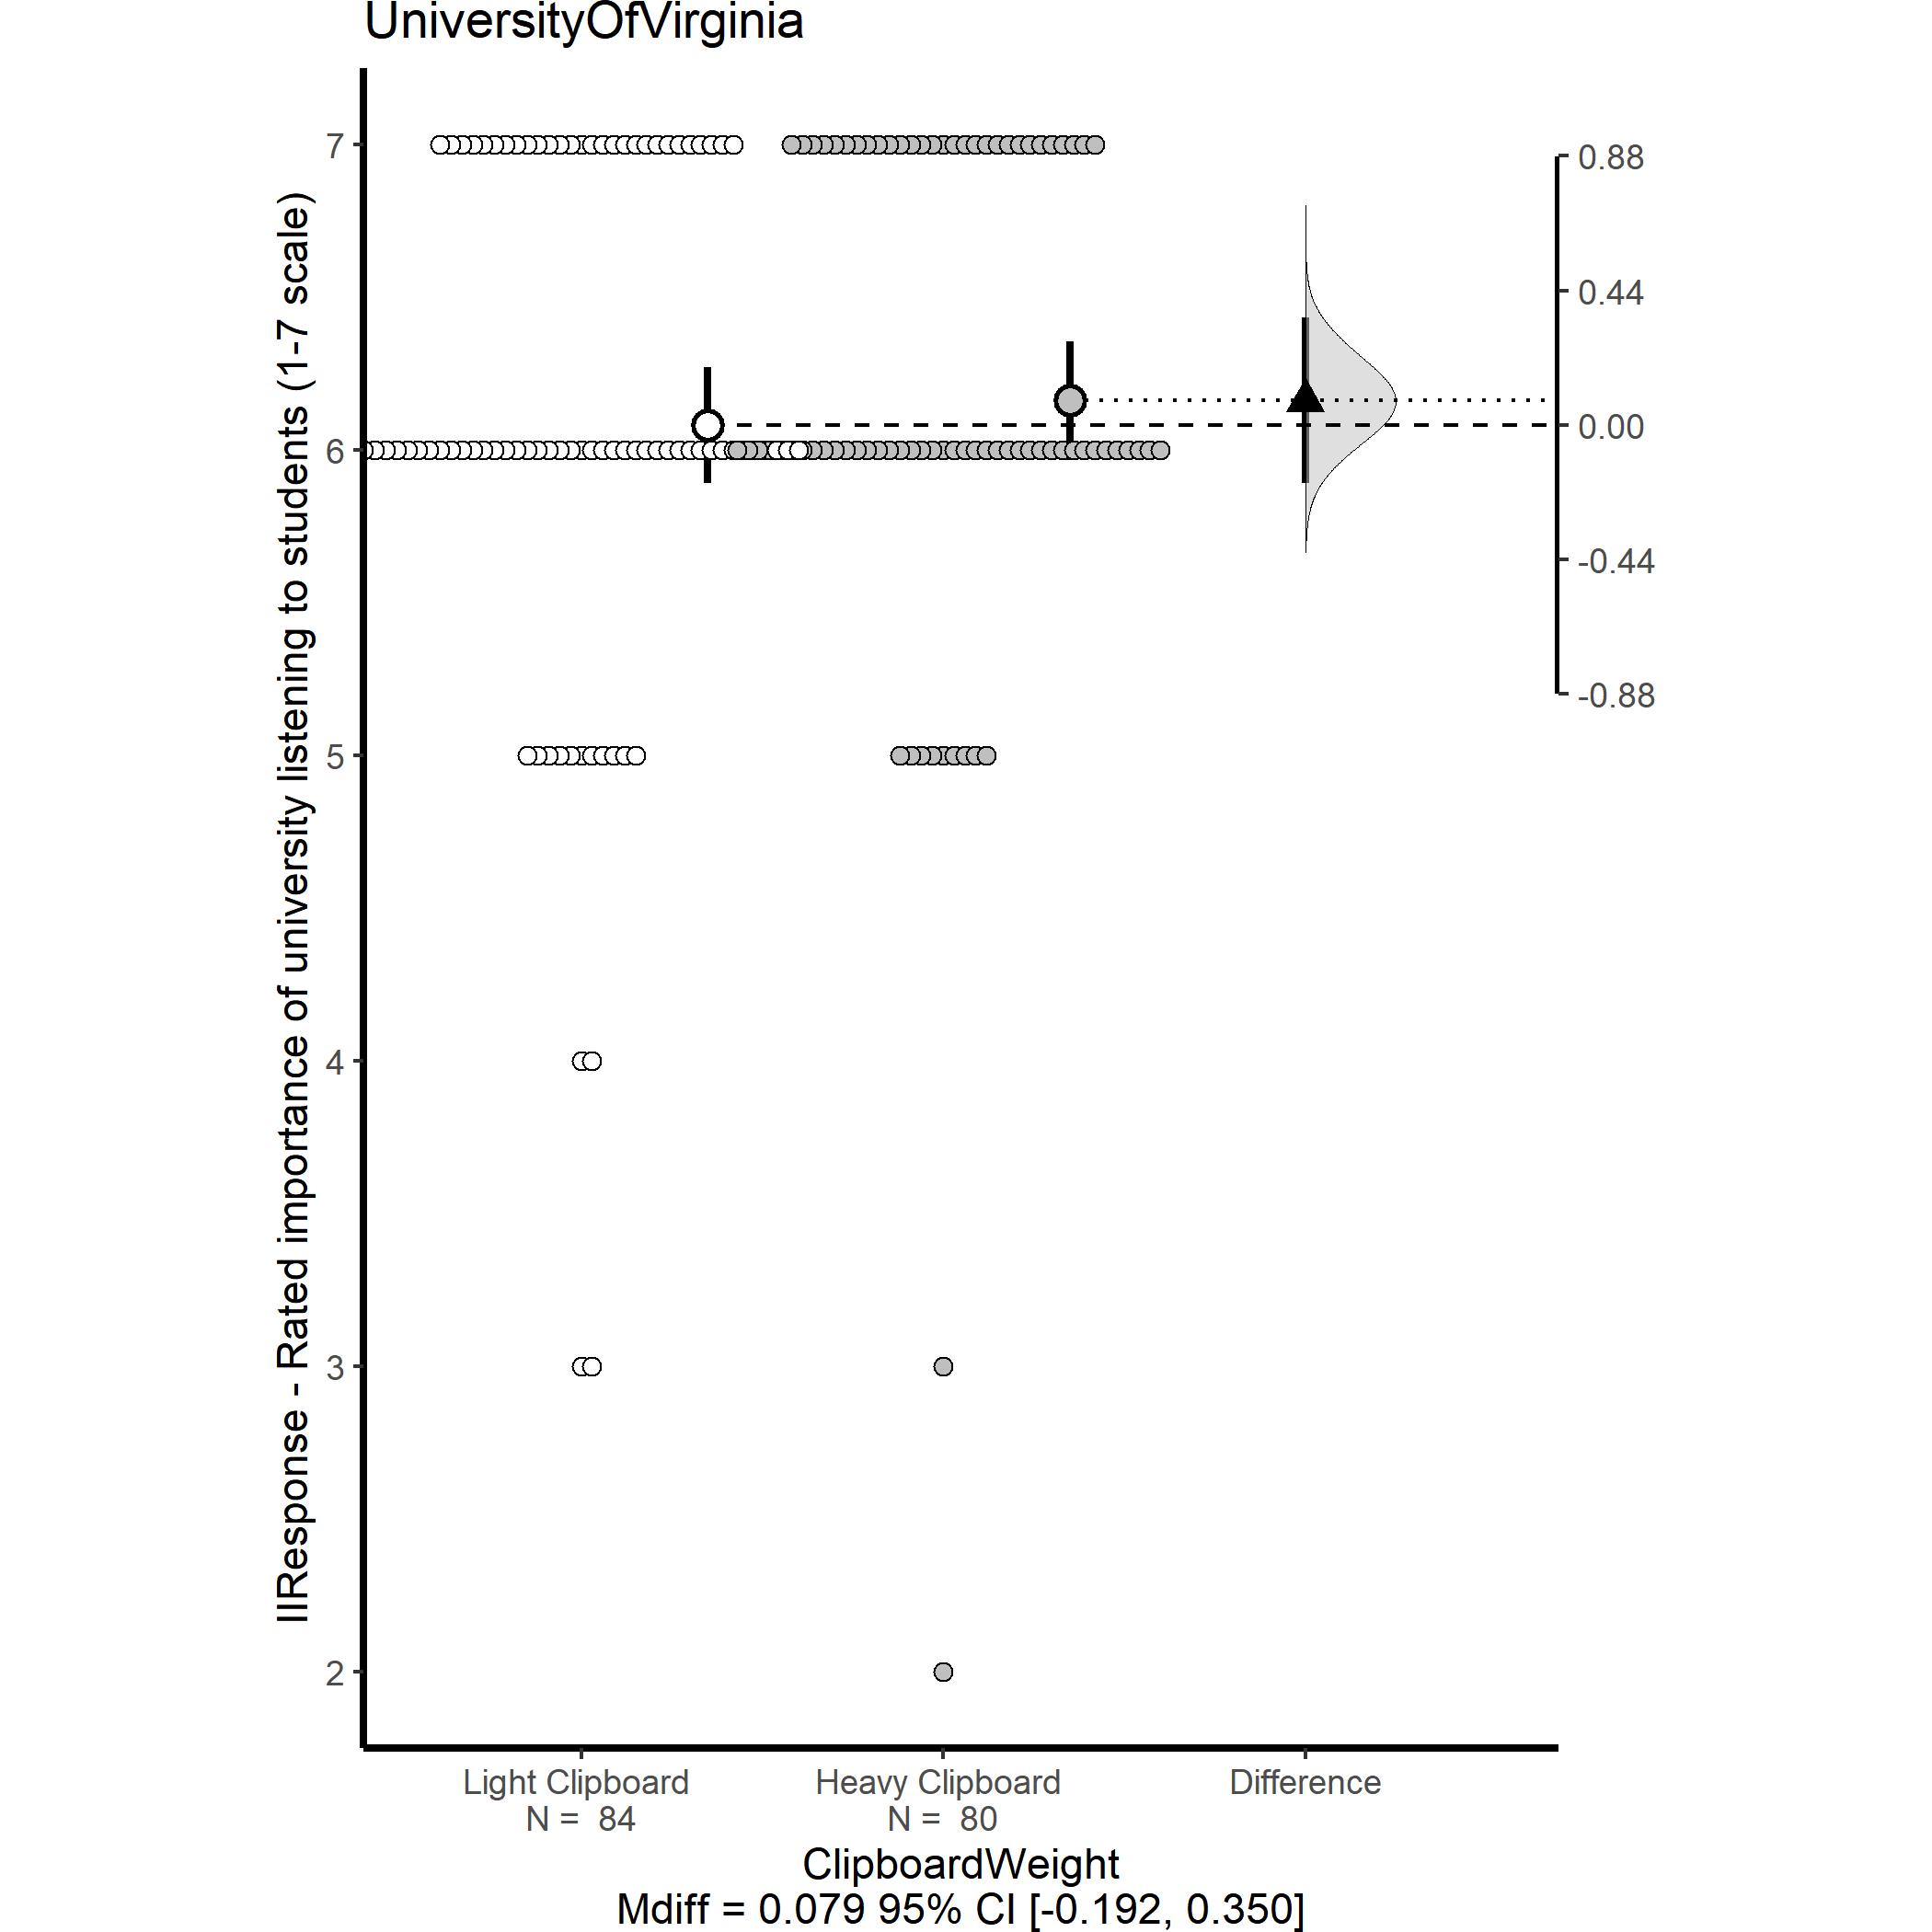 UniversityOfVirginia
IIResponse - Rated importance of university listening to students (1-7 scale)
7
6
5
4
3
2
0.88
0.44
0.00
-0.44
-0.88
Light Clipboard
N =  84
Heavy Clipboard
N =  80
Difference
ClipboardWeight
Mdiff = 0.079 95% CI [-0.192, 0.350]